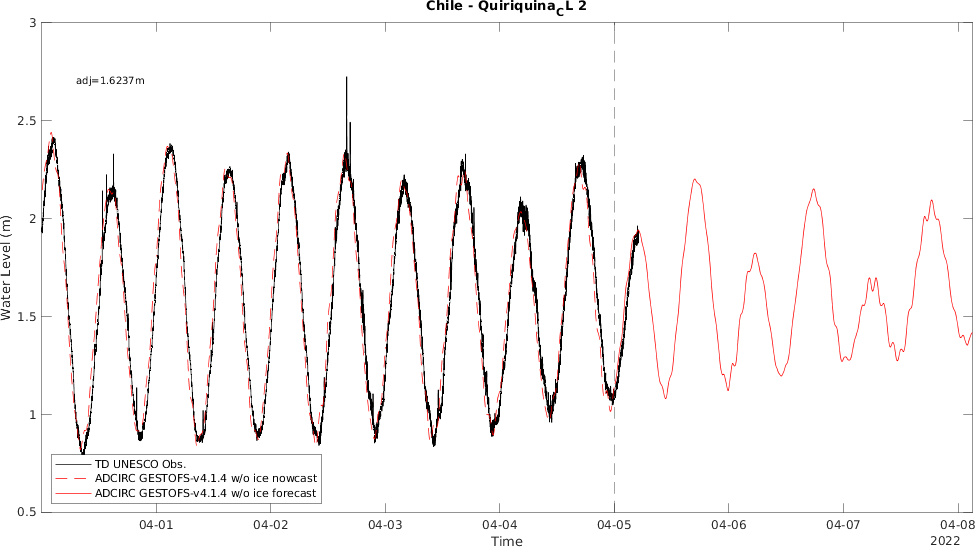 Chile - Quiriquina_CL 2
3
adj=1.6237m
2.5
2
Water Level (m)
1.5
1
TD UNESCO Obs.
ADCIRC GESTOFS-v4.1.4 w/o ice nowcast
ADCIRC GESTOFS-v4.1.4 w/o ice forecast
0.5
04-01 04-02 04-03 04-04 04-05 04-06 04-07 04-08
Time 2022